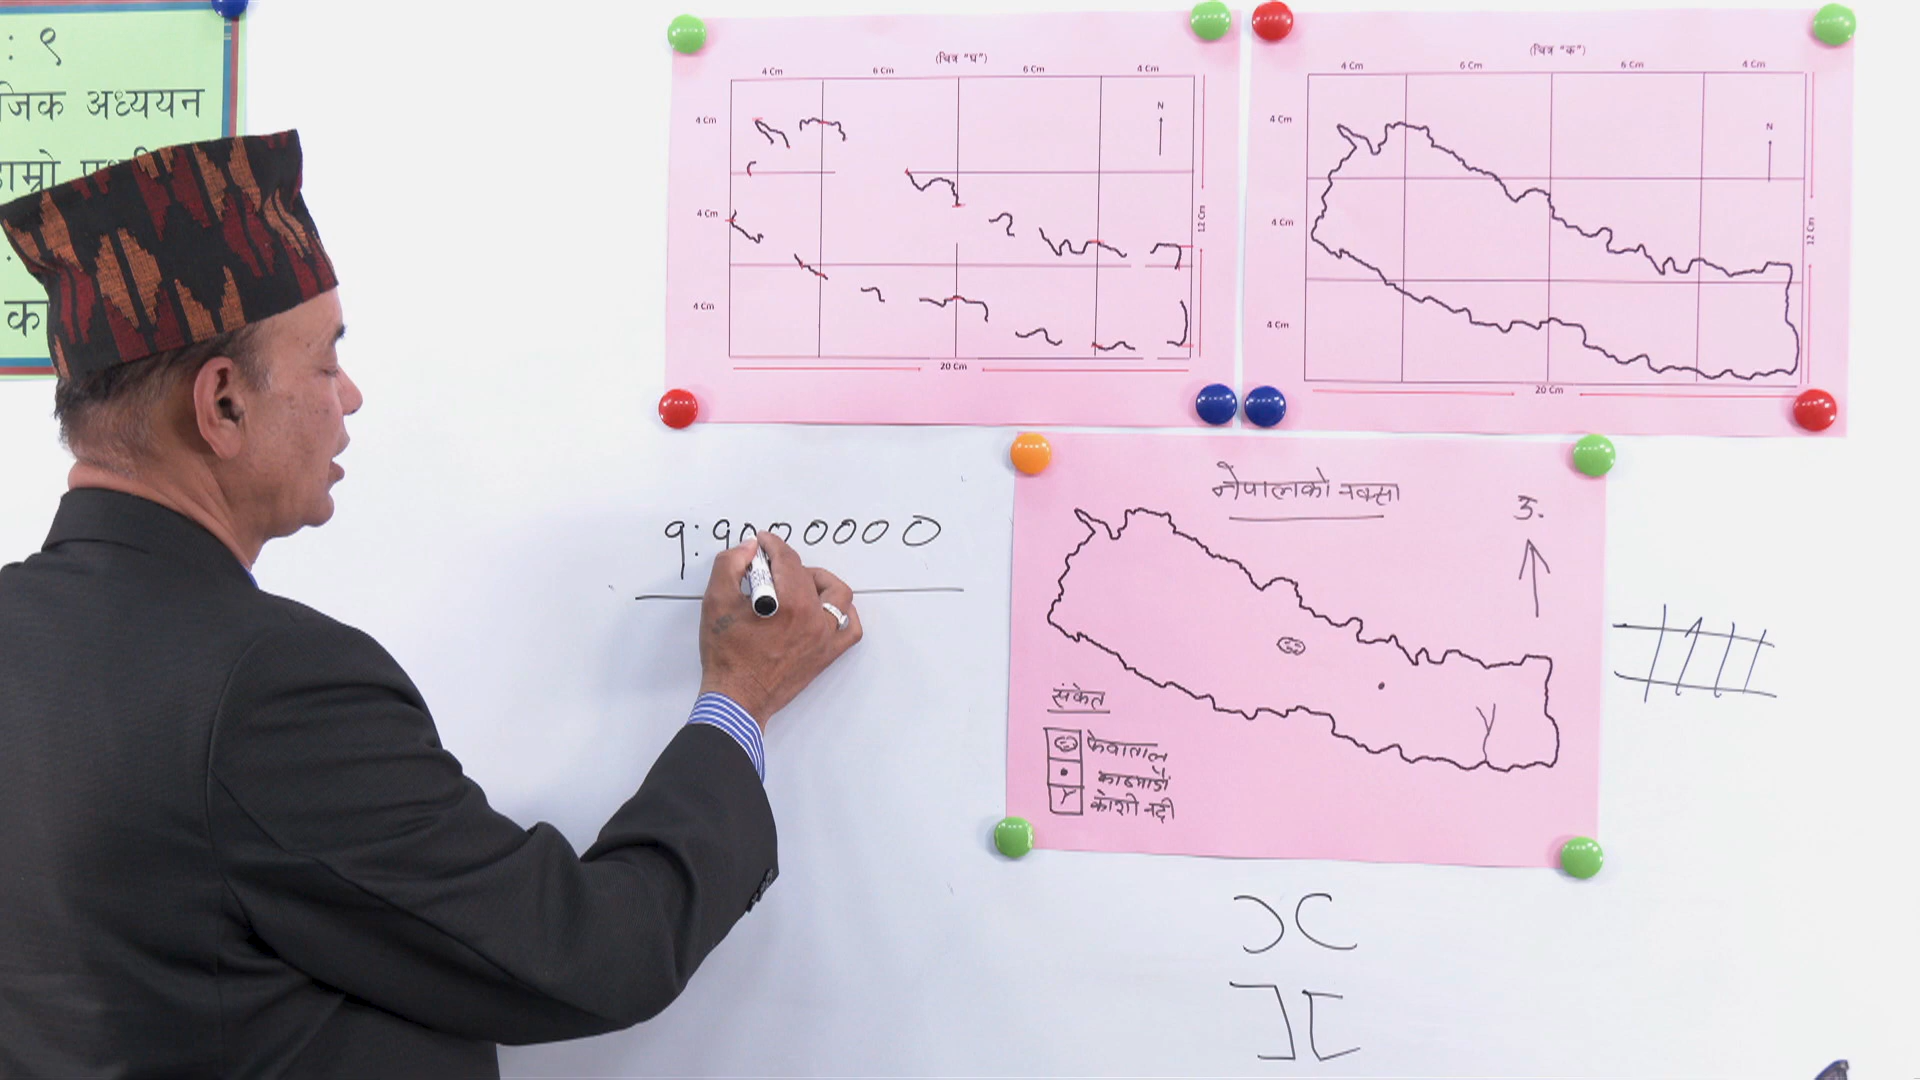 : ९
जिक अध्ययन
क
(चित्र "घ")
4 Cm 6 Cm 6 Cm 4 Cm
N
4 Cm
4 Cm
4 Cm
12 Cm
20 Cm
(चित्र "क")
4 Cm 6 Cm 6 Cm 4 Cm
N
4 Cm
4 Cm
4 Cm
12 Cm
20 Cm
१:१००००००
नेपालको नक्सा
उ.
संकेत
फेवाताल
काठमाडौं
कोशी नदी